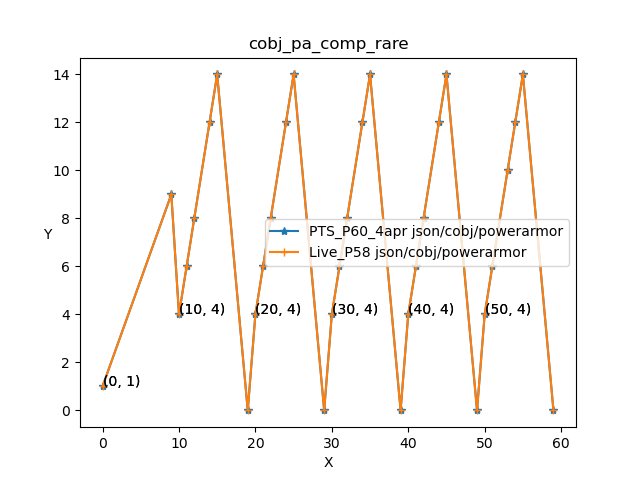 cobj_pa_comp_rare
14
12
10
8
6
4
2
0
Y
PTS_P60_4apr json/cobj/powerarmor
Live_P58 json/cobj/powerarmor
(10, 4) (20, 4) (30, 4) (40, 4) (50, 4)
(0, 1)
0 10 20 30 40 50 60
X